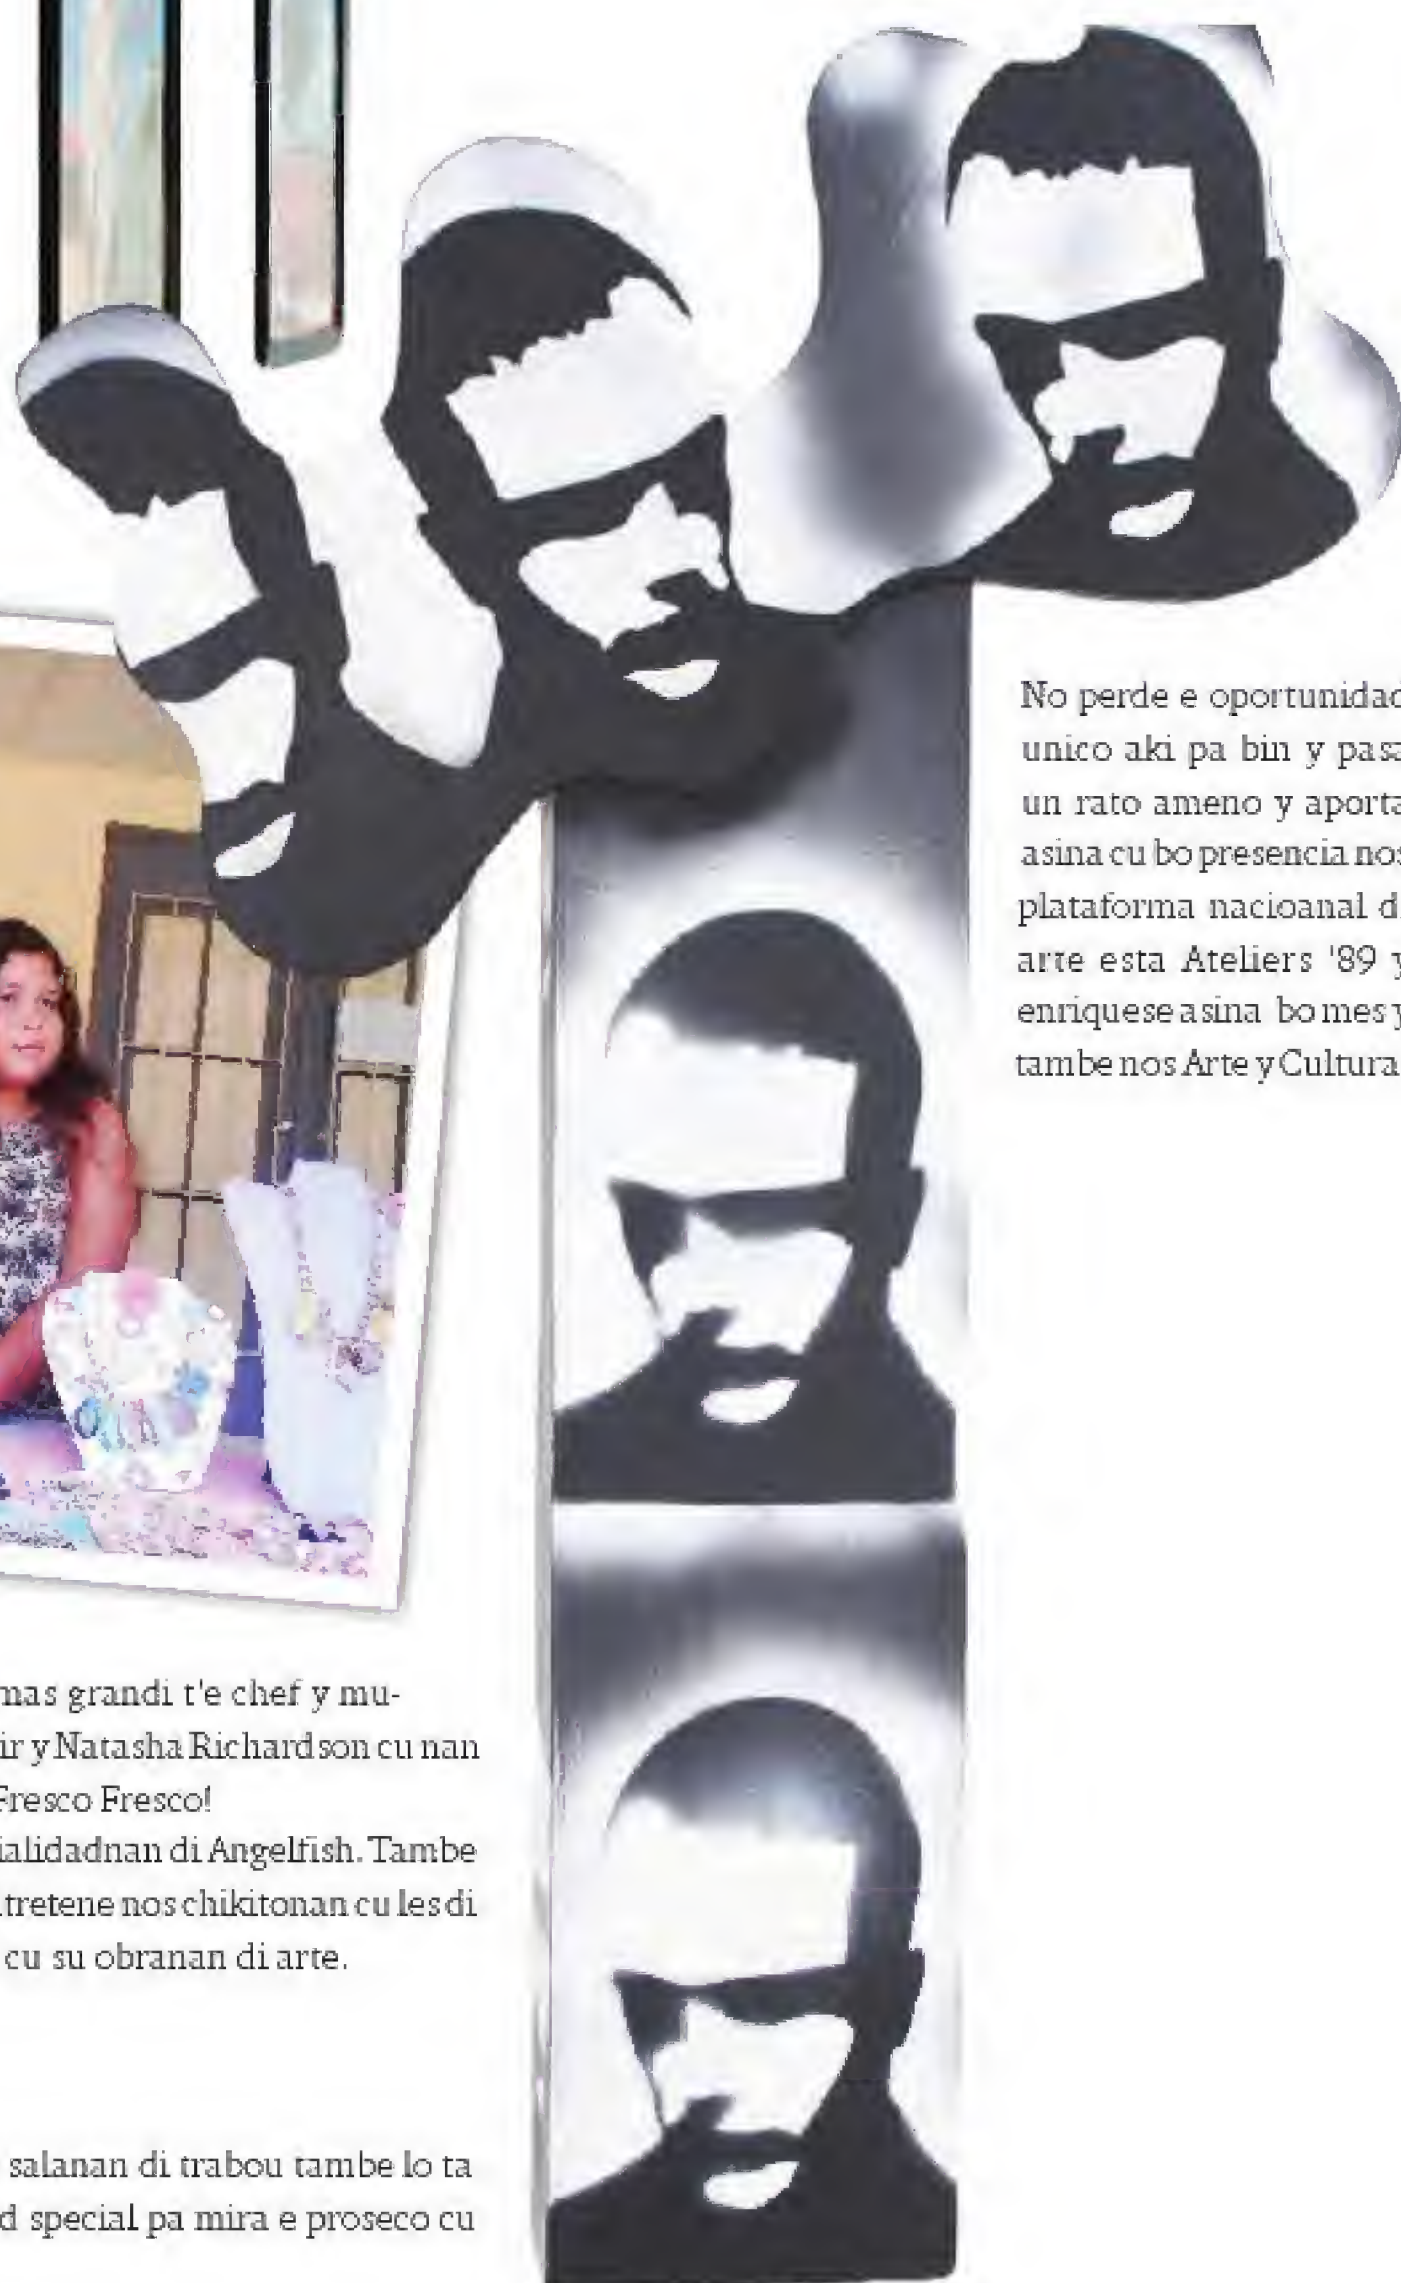 No perde e oportunidad
unico aki pa bin y pasa
un rato ameno y aporta
asina cu bo presencia nos
plataforma nacioanal d
arte esta Ateliers '89 y
enriquese asina bo mes y
tambe nos Arte y Cultura
mas grandi t'e chef y mu-
ir y Natasha Richardson cu nan
Fresco Fresco!
ialidadnan di Angelfish. Tambe
tretene nos chikitonan cu les di
cu su obranan di arte.
salanan di trabou tambe lo ta
d special pa mira e proseco cu